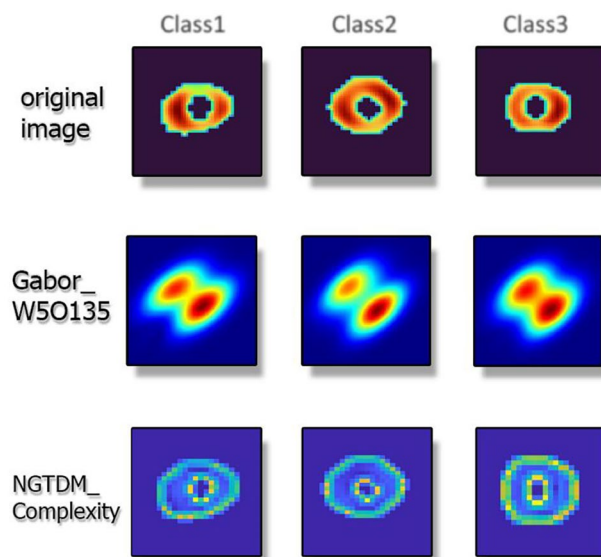 Class1 Class2 Class3
original
image
Gabor_
W5O135
NGTDM_
Complexity